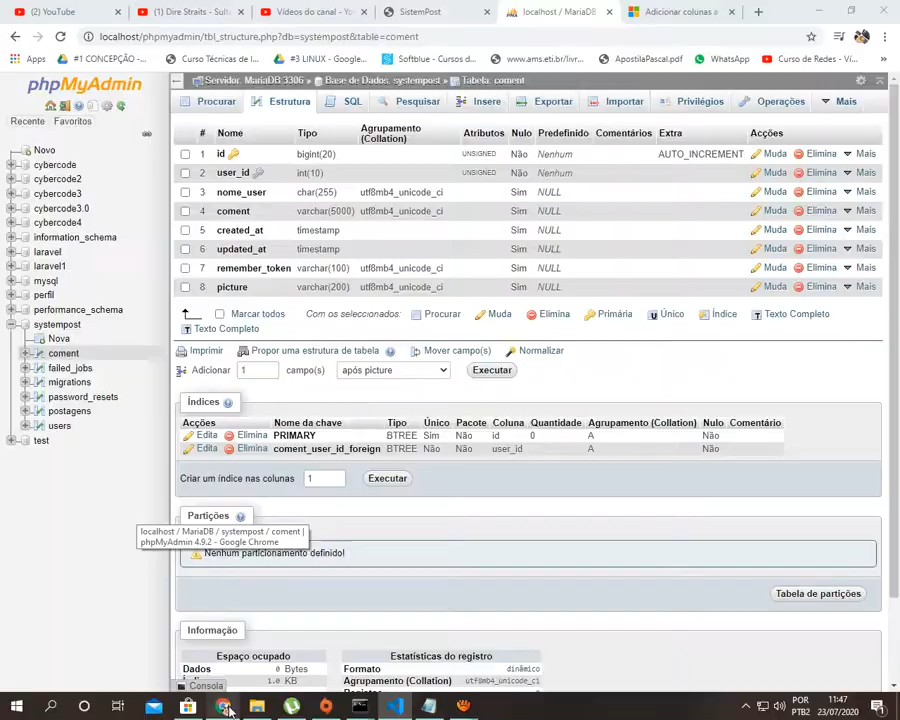 (2) YouTube
(1) Dire Straits - Sult
Vídeos do canal - Yo
SistemPost
localhost / MariaDB
Adicionar colunas a
localhost/phpmyadmin/tbl_structure.php?db=systempost&table=coment
Apps
#1 CONCEPÇÃO -...
Servidor Técnicas de I...
#3 LINUX - Google...
Softblue - Cursos O...
www.ams.eti.br/livr...
ApostilaPascal.pdf
WhatsApp
Curso de Redes - Ví...
phpMyAdmin
Recente Favoritos
Novo
cybercode
cybercode2
cybercode3
cybercode3.0
cybercode4
information_schema
laravel
laravel1
mysql
perfil
performance_schema
systempost
Nova
coment
failed_jobs
migrations
password_resets
postagens
users
test
Servidor: MariaDB:3306 » Base de Dados: systempost » Tabela: coment
Procurar Estrutura SQL Pesquisar Insere Exportar Importar Privilégios Operações Mais
# Nome Tipo Agrupamento (Collation) Atributos Nulo Predefinido Comentários Extra Acções
1 id bigint(20) UNSIGNED Não Nenhum AUTO_INCREMENT Muda Elimina Mais
2 user_id int(10) UNSIGNED Não Nenhum Muda Elimina Mais
3 nome_user char(255) utf8mb4_unicode_ci Sim NULL Muda Elimina Mais
4 coment varchar(5000) utf8mb4_unicode_ci Sim NULL Muda Elimina Mais
5 created_at timestamp Sim NULL Muda Elimina Mais
6 updated_at timestamp Sim NULL Muda Elimina Mais
7 remember_token varchar(100) utf8mb4_unicode_ci Sim NULL Muda Elimina Mais
8 picture varchar(200) utf8mb4_unicode_ci Sim NULL Muda Elimina Mais
Marcar todos Com os seleccionados: Procurar Muda Elimina Primária Único Índice Texto Completo
Texto Completo
Imprimir Propor uma estrutura de tabela Mover campo(s) Normalizar
Adicionar 1 campo(s) após picture Executar
Índices
Acções Nome da chave Tipo Único Pacote Coluna Quantidade Agrupamento (Collation) Nulo Comentário
Edita Elimina PRIMARY BTREE Sim Não id 0 A Não
Edita Elimina coment_user_id_foreign BTREE Não Não user_id A Não
Criar um índice nas colunas 1 Executar
Partições
localhost / MariaDB / systempost / coment |
phpMyAdmin 4.9.2 - Google Chrome
Nenhum particionamento definido!
Tabela de partições
Informação
Espaço ocupado
Dados 0 Bytes
1.0 KB
Estatísticas do registro
Formato dinâmico
Agrupamento (Collation) utf8mb4_unicode_ci
Consola
POR
PTB2
11:47
23/07/2020